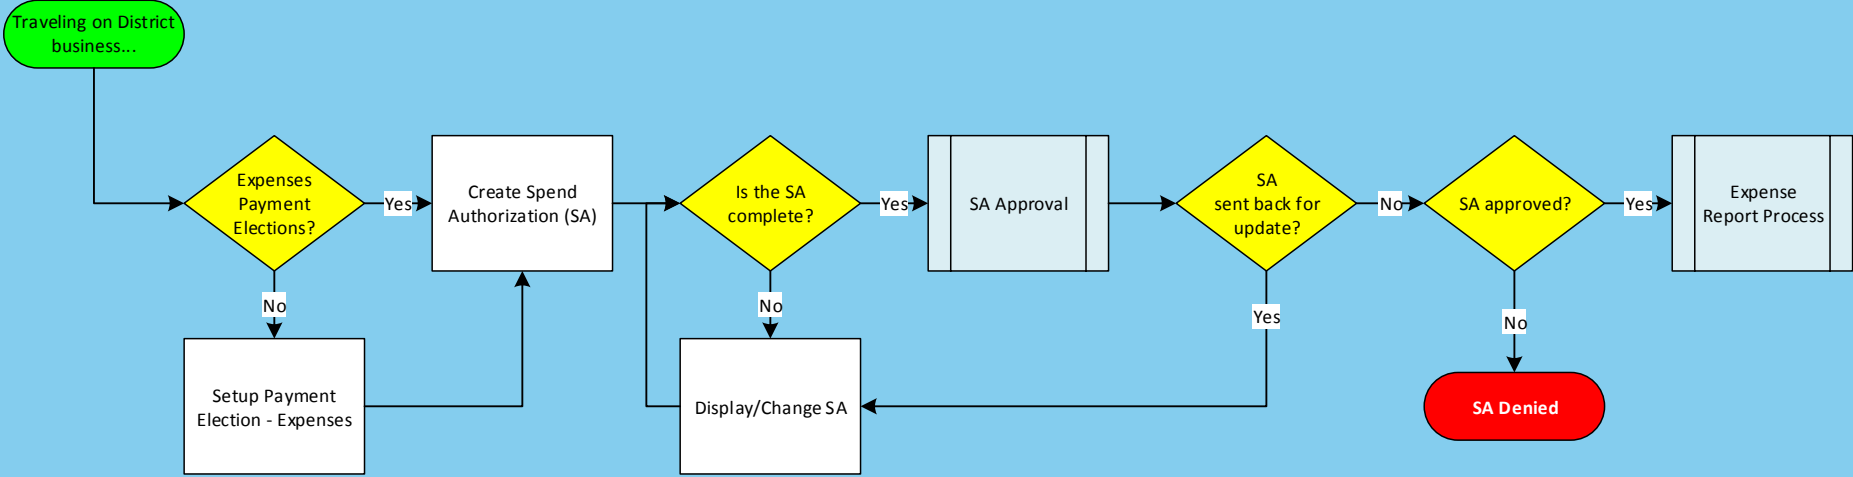 Traveling on District
business...
Expenses
Payment
Elections?
Yes
No
Setup Payment
Election - Expenses
Create Spend
Authorization (SA)
Is the SA
complete?
Yes
No
Display/Change SA
SA Approval
SA
sent back for
update?
No
Yes
SA approved?
Yes
No
SA Denied
Expense
Report Process